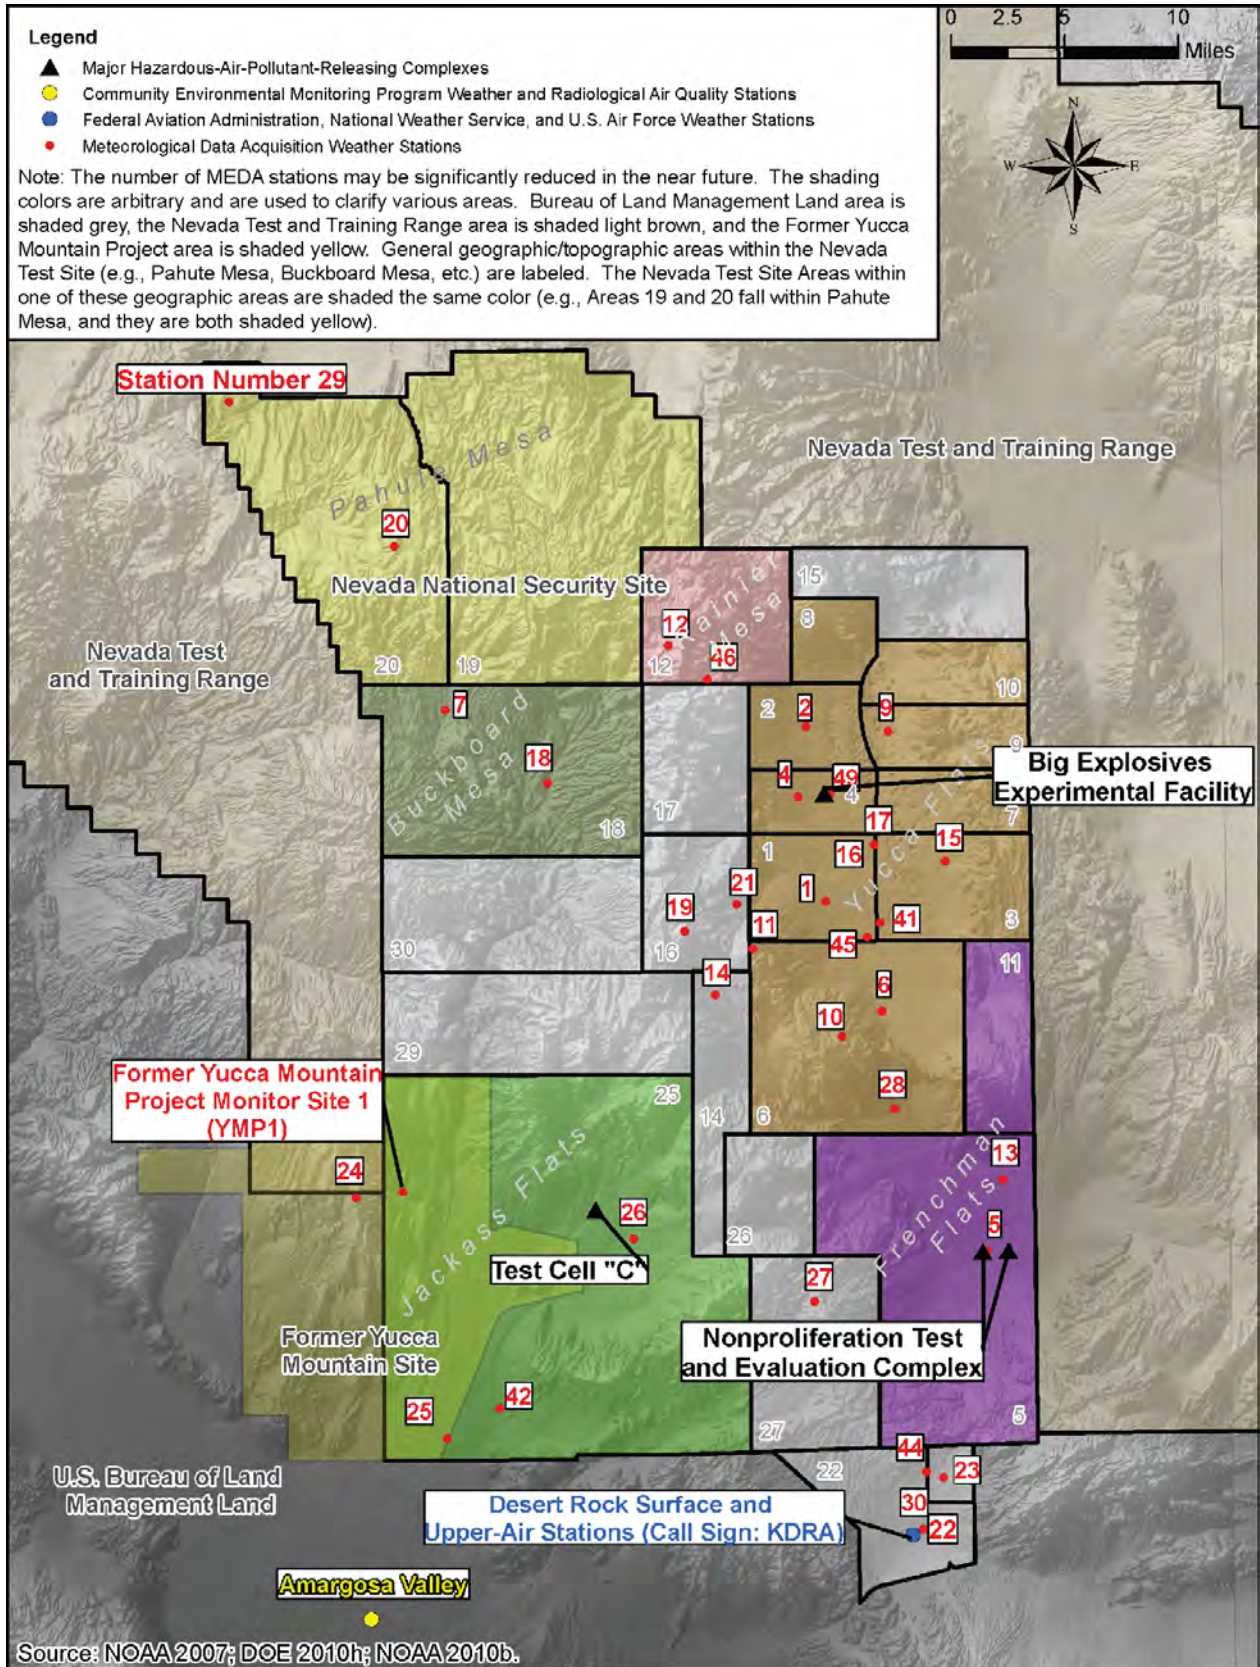 0 2.5 5 10
Miles
Legend
Major Hazardous-Air-Pollutant-Releasing Complexes
Community Environmental Monitoring Program Weather and Radiological Air Quality Stations
Federal Aviation Administration, National Weather Service, and U.S. Air Force Weather Stations
Meteorological Data Acquisition Weather Stations
Note: The number of MEDA stations may be significantly reduced in the near future. The shading
colors are arbitrary and are used to clarify various areas. Bureau of Land Management Land area is
shaded grey, the Nevada Test and Training Range area is shaded light brown, and the Former Yucca
Mountain Project area is shaded yellow. General geographic/topographic areas within the Nevada
Test Site (e.g., Pahute Mesa, Buckboard Mesa, etc.) are labeled. The Nevada Test Site Areas within
one of these geographic areas are shaded the same color (e.g., Areas 19 and 20 fall within Pahute
Mesa, and they are both shaded yellow).
N
W E
S
Station Number 29
Nevada Test and Training Range
Pahute Mesa
20
Nevada National Security Site
15
8
12
Rainier
Mesa
46
12
Nevada Test
and Training Range
20 19
10
7
Buckboard
Mesa
18
18
17
2
2
9
9
Big Explosives
Experimental Facility
4
49
4
7
Yucca Flats
17
16
15
1
1
21
19
11
41
45
3
16
30
14
11
6
10
29
28
Former Yucca Mountain
Project Monitor Site 1
(YMP1)
25
14
6
24
Jackass Flats
26
Test Cell "C"
26
13
Frenchman
Flats
5
27
Nonproliferation Test
and Evaluation Complex
Former Yucca
Mountain Site
25
42
27
5
44
22
23
U.S. Bureau of Land
Management Land
Desert Rock Surface and
Upper-Air Stations (Call Sign: KDRA)
30
22
Amargosa Valley
Source: NOAA 2007; DOE 2010h; NOAA 2010b.